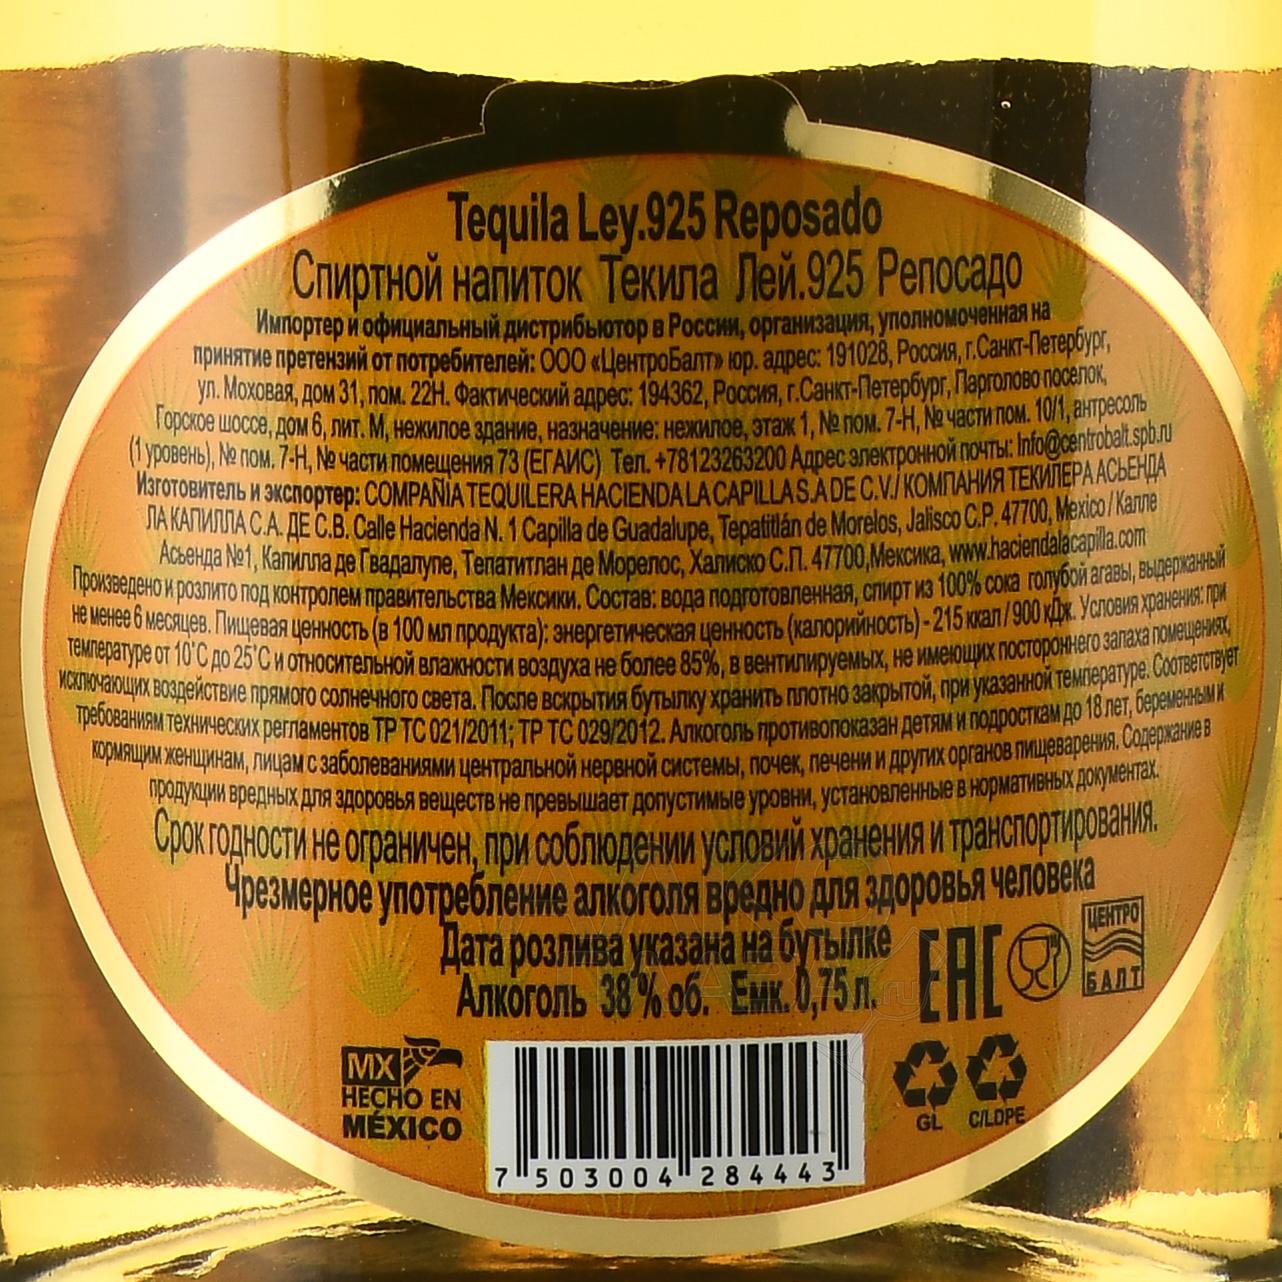 Tequila Ley.925 Reposado
Спиртной напиток Текила Лей.925 Репосадо
Импортер и официальный дистрибьютор в России, организация, уполномоченная на
принятие претензий от потребителей: ООО «ЦентроБалт» юр. адрес: 191028, Россия, г.Санкт-Петербург,
ул. Моховая, дом 31, пом. 22Н. Фактический адрес: 194362, Россия, г.Санкт-Петербург, Парголово поселок,
Горское шоссе, дом 6, лит. М, нежилое здание, назначение: нежилое, этаж 1, № пом. 7-Н, № части пом. 10/1, антресоль
(1 уровень), № пом. 7-Н, № части помещения 73 (ЕГАИС) Тел. +78123263200 Адрес электронной почты: Info@centrobalt.spb.ru
Изготовитель и экспортер: COMPAÑIA TEQUILERA HACIENDA LA CAPILLA S.A DE C.V./ КОМПАНИЯ ТЕКИЛЕРА АСЬЕНДА
ЛА КАПИЛЛА С.А. ДЕ С.В. Calle Hacienda N. 1 Capilla de Guadalupe, Tepatitlán de Morelos, Jalisco C.P. 47700, Mexico / Калле
Асьенда №1, Капилла де Гвадалупе, Тепатитлан де Морелос, Халиско С.П. 47700,Мексика, www.haciendalacapilla.com
Произведено и розлито под контролем правительства Мексики. Состав: вода подготовленная, спирт из 100% сока голубой агавы, выдержанный
не менее 6 месяцев. Пищевая ценность (в 100 мл продукта): энергетическая ценность (калорийность) - 215 ккал / 900 кДж. Условия хранения: при
температуре от 10˚С до 25˚С и относительной влажности воздуха не более 85%, в вентилируемых, не имеющих постороннего запаха помещениях,
исключающих воздействие прямого солнечного света. После вскрытия бутылку хранить плотно закрытой, при указанной температуре. Соответствует
требованиям технических регламентов ТР ТС 021/2011; ТР ТС 029/2012. Алкоголь противопоказан детям и подросткам до 18 лет, беременным и
кормящим женщинам, лицам с заболеваниями центральной нервной системы, почек, печени и других органов пищеварения. Содержание в
продукции вредных для здоровья веществ не превышает допустимые уровни, установленные в нормативных документах.
Срок годности не ограничен, при соблюдении условий хранения и транспортирования.
Чрезмерное употребление алкоголя вредно для здоровья человека
Дата розлива указана на бутылке
Алкоголь 38 % об. Емк. 0,75 л.
EAC
ЦЕНТРО
БАЛТ
MX
HECHO EN
MÉXICO
7 503004 284443
GL
C/LDPE